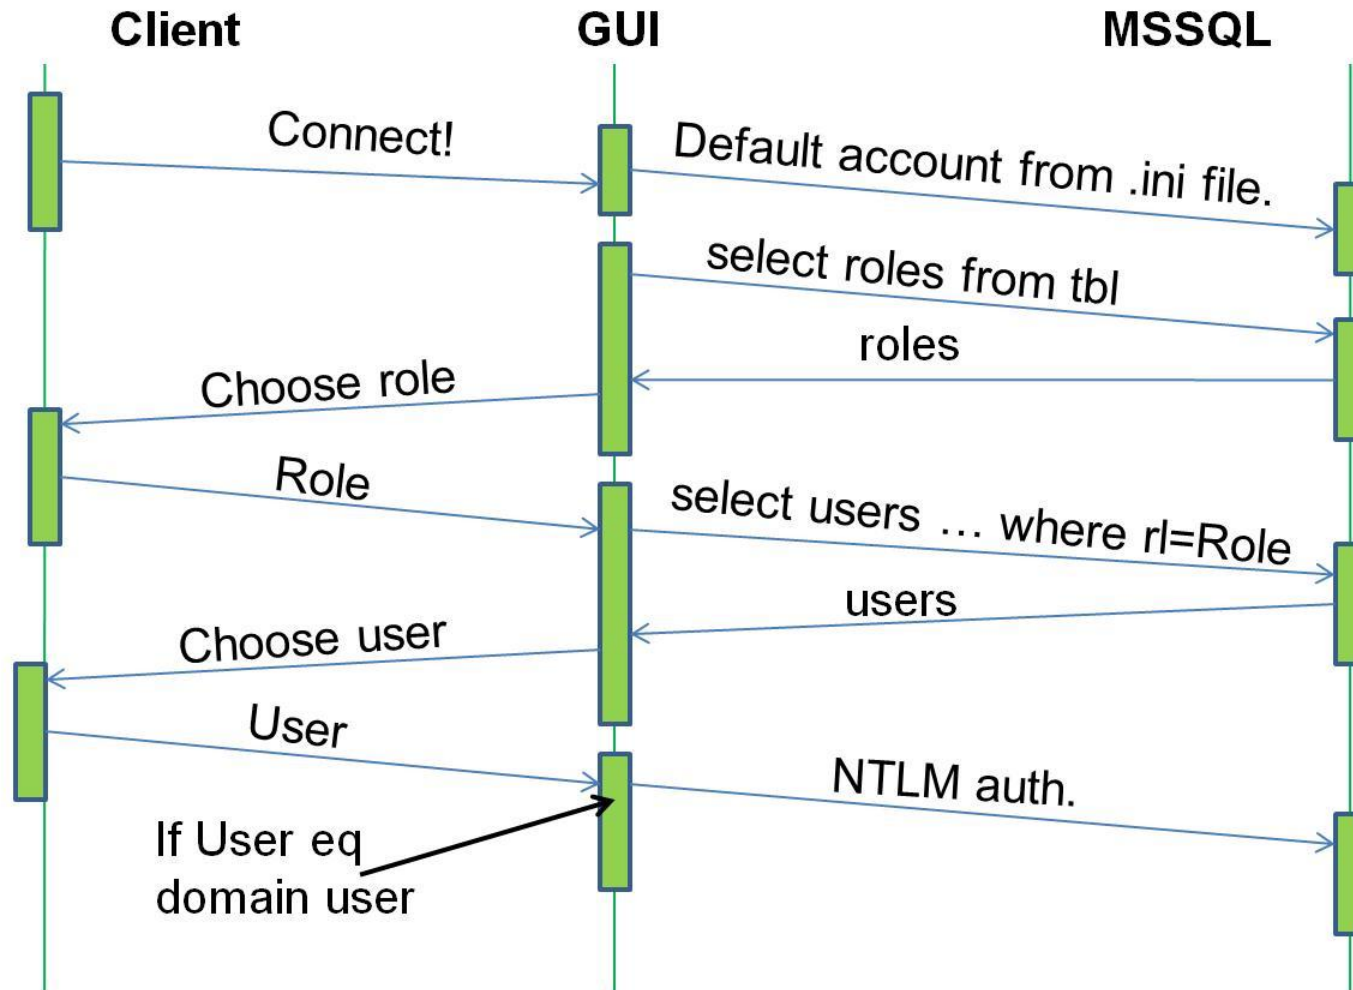 Client
GUI
MSSQL
Connect!
Default account from .ini file.
select roles from tbl
roles
Choose role
Role
select users … where rl=Role
users
Choose user
User
NTLM auth.
If User eq
domain user